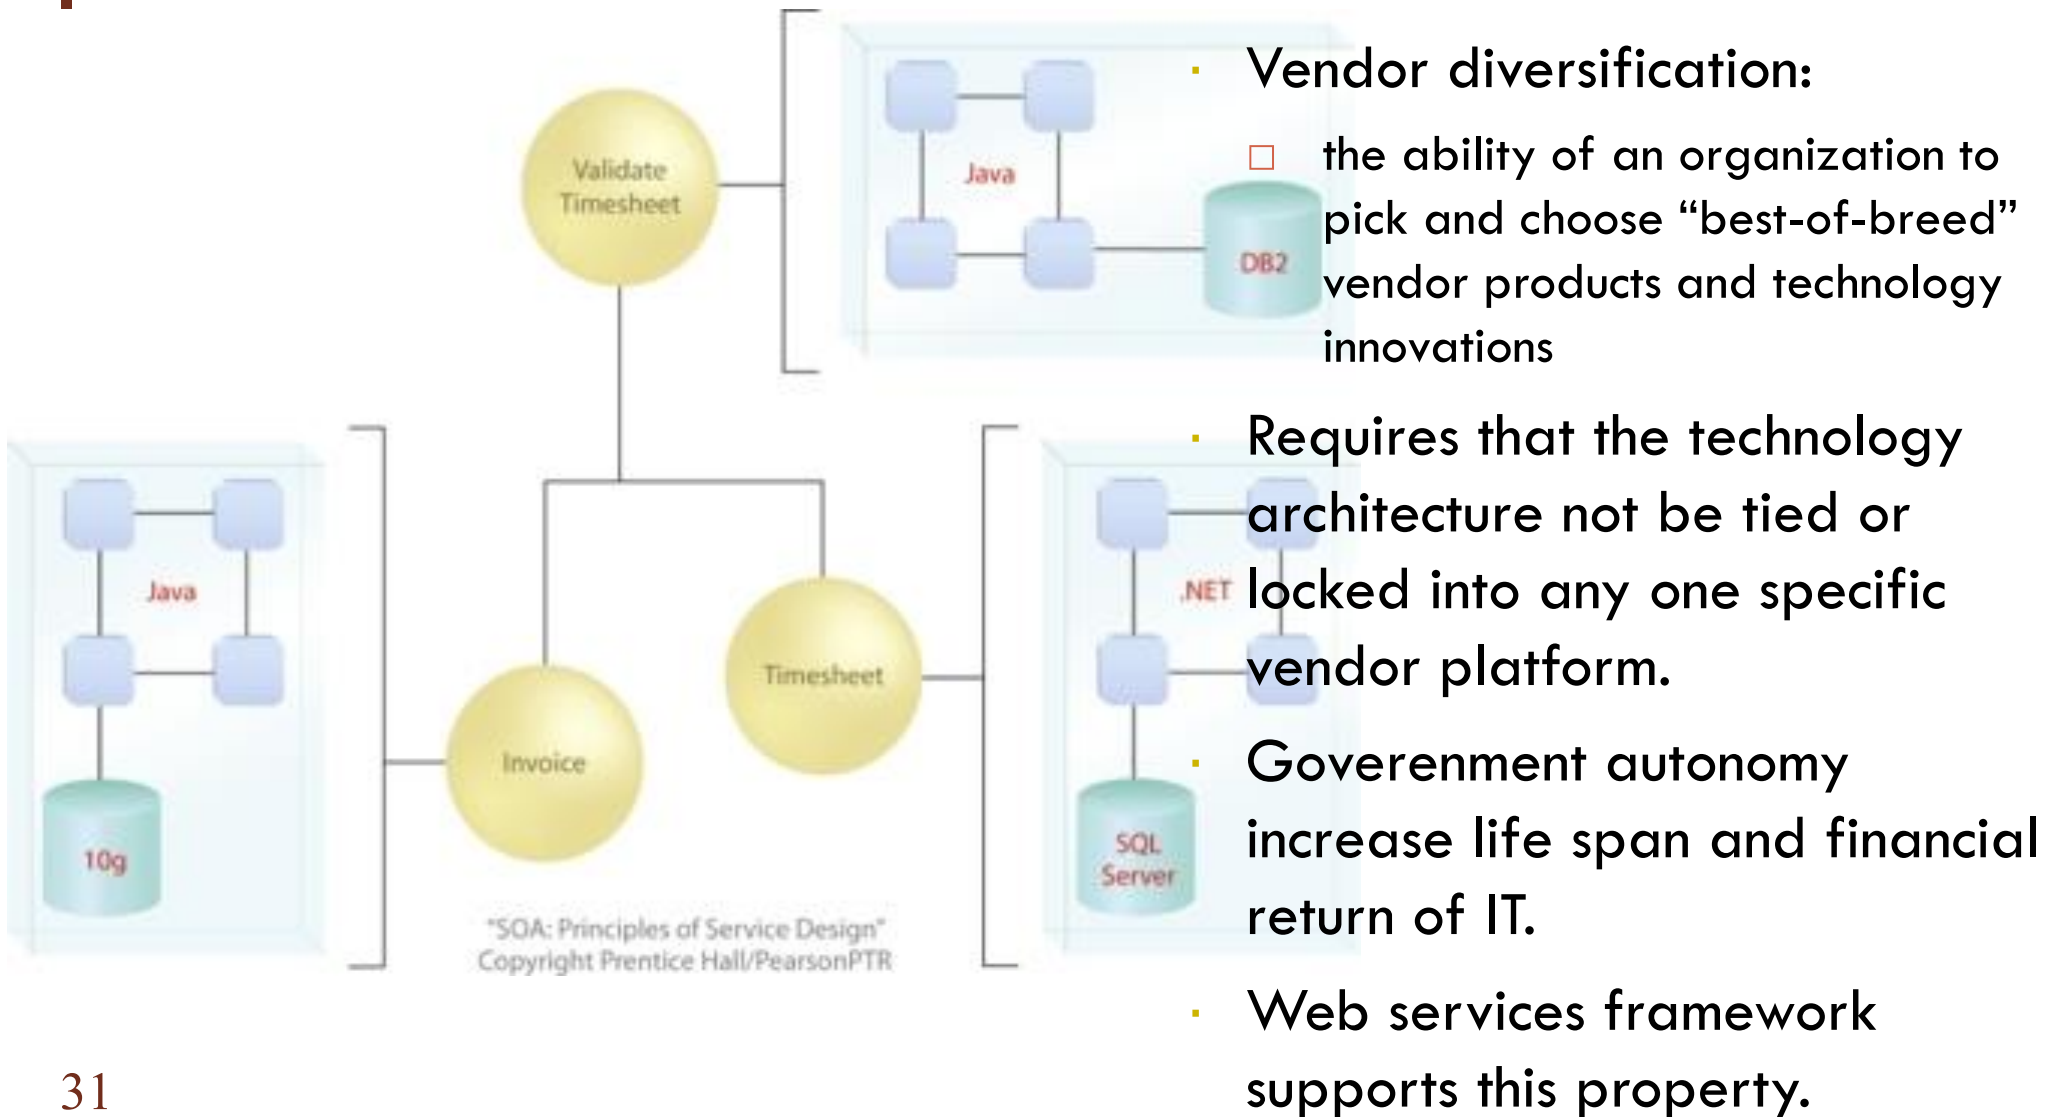 Validate
Timesheet
Java
DB2
Java
10g
Invoice
Timesheet
.NET
SQL
Server
"SOA: Principles of Service Design"
Copyright Prentice Hall/PearsonPTR
Vendor diversification:
the ability of an organization to
pick and choose “best-of-breed”
vendor products and technology
innovations
Requires that the technology
architecture not be tied or
locked into any one specific
vendor platform.
Goverenment autonomy
increase life span and financial
return of IT.
Web services framework
supports this property.
31